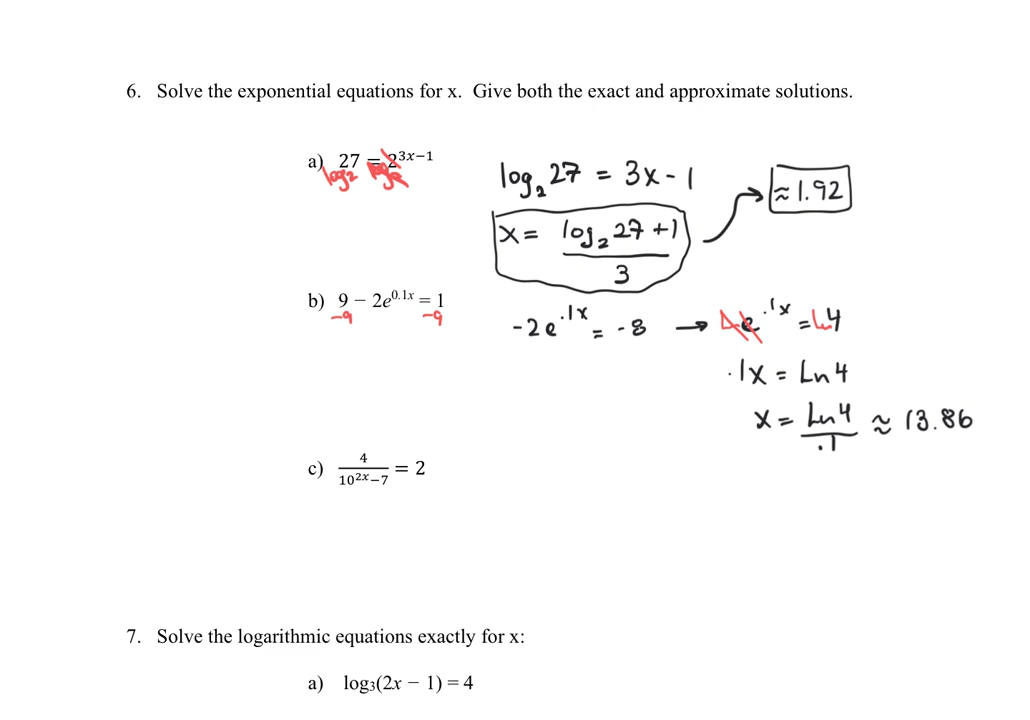 6. Solve the exponential equations for x. Give both the exact and approximate solutions.
a) 27 = 2^(3x−1)
log₂ log₂
log₂ 27 = 3x - 1
x = (log₂ 27 + 1)/3
≈ 1.92
b) 9 − 2e^(0.1x) = 1
-9 -9
-2e^(.1x) = -8 → Ln e^(.1x) = Ln 4
.1x = Ln 4
x = Ln 4/.1 ≈ 13.86
c) 4/(10^(2x)−7) = 2
7. Solve the logarithmic equations exactly for x:
a) log₃(2x − 1) = 4